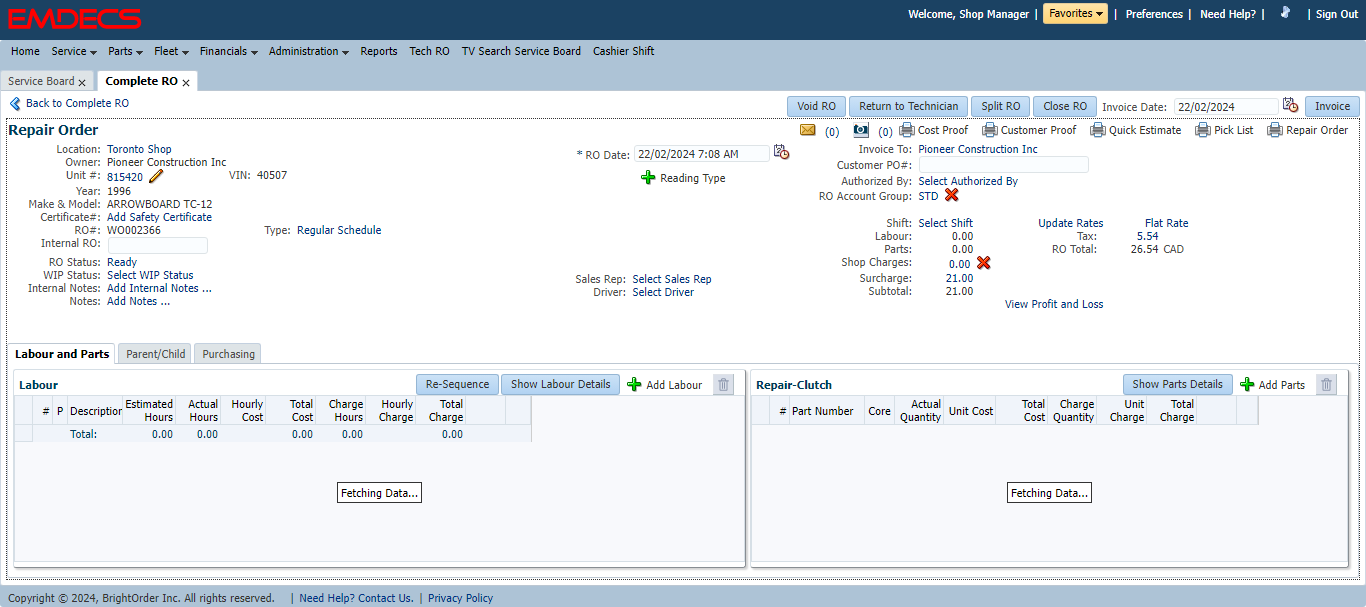 EMDECS
Welcome, Shop Manager | Favorites | Preferences | Need Help? | | Sign Out
Home Service Parts Fleet Financials Administration Reports Tech RO TV Search Service Board Cashier Shift
Service Board x Complete RO x
Back to Complete RO Void RO Return to Technician Split RO Close RO Invoice Date: 22/02/2024 Invoice
Repair Order (0) (0) Cost Proof Customer Proof Quick Estimate Pick List Repair Order
Location: Toronto Shop
Owner: Pioneer Construction Inc
Unit #: 815420 VIN: 40507
Year: 1996
Make & Model: ARROWBOARD TC-12
Certificate#: Add Safety Certificate
RO#: WO002366 Type: Regular Schedule
Internal RO:
RO Status: Ready
WIP Status: Select WIP Status
Internal Notes: Add Internal Notes ...
Notes: Add Notes ...
* RO Date: 22/02/2024 7:08 AM
Reading Type
Sales Rep: Select Sales Rep
Driver: Select Driver
Invoice To: Pioneer Construction Inc
Customer PO#:
Authorized By: Select Authorized By
RO Account Group: STD
Shift: Select Shift Update Rates Flat Rate
Labour: 0.00 Tax: 5.54
Parts: 0.00 RO Total: 26.54 CAD
Shop Charges: 0.00
Surcharge: 21.00
Subtotal: 21.00
View Profit and Loss
Labour and Parts Parent/Child Purchasing
Labour Re-Sequence Show Labour Details Add Labour
# P Description Estimated Hours Actual Hours Hourly Cost Total Cost Charge Hours Hourly Charge Total Charge
Total: 0.00 0.00 0.00 0.00 0.00
Fetching Data...
Repair-Clutch Show Parts Details Add Parts
# Part Number Core Actual Quantity Unit Cost Total Cost Charge Quantity Unit Charge Total Charge
Fetching Data...
Copyright © 2024, BrightOrder Inc. All rights reserved. | Need Help? Contact Us. | Privacy Policy